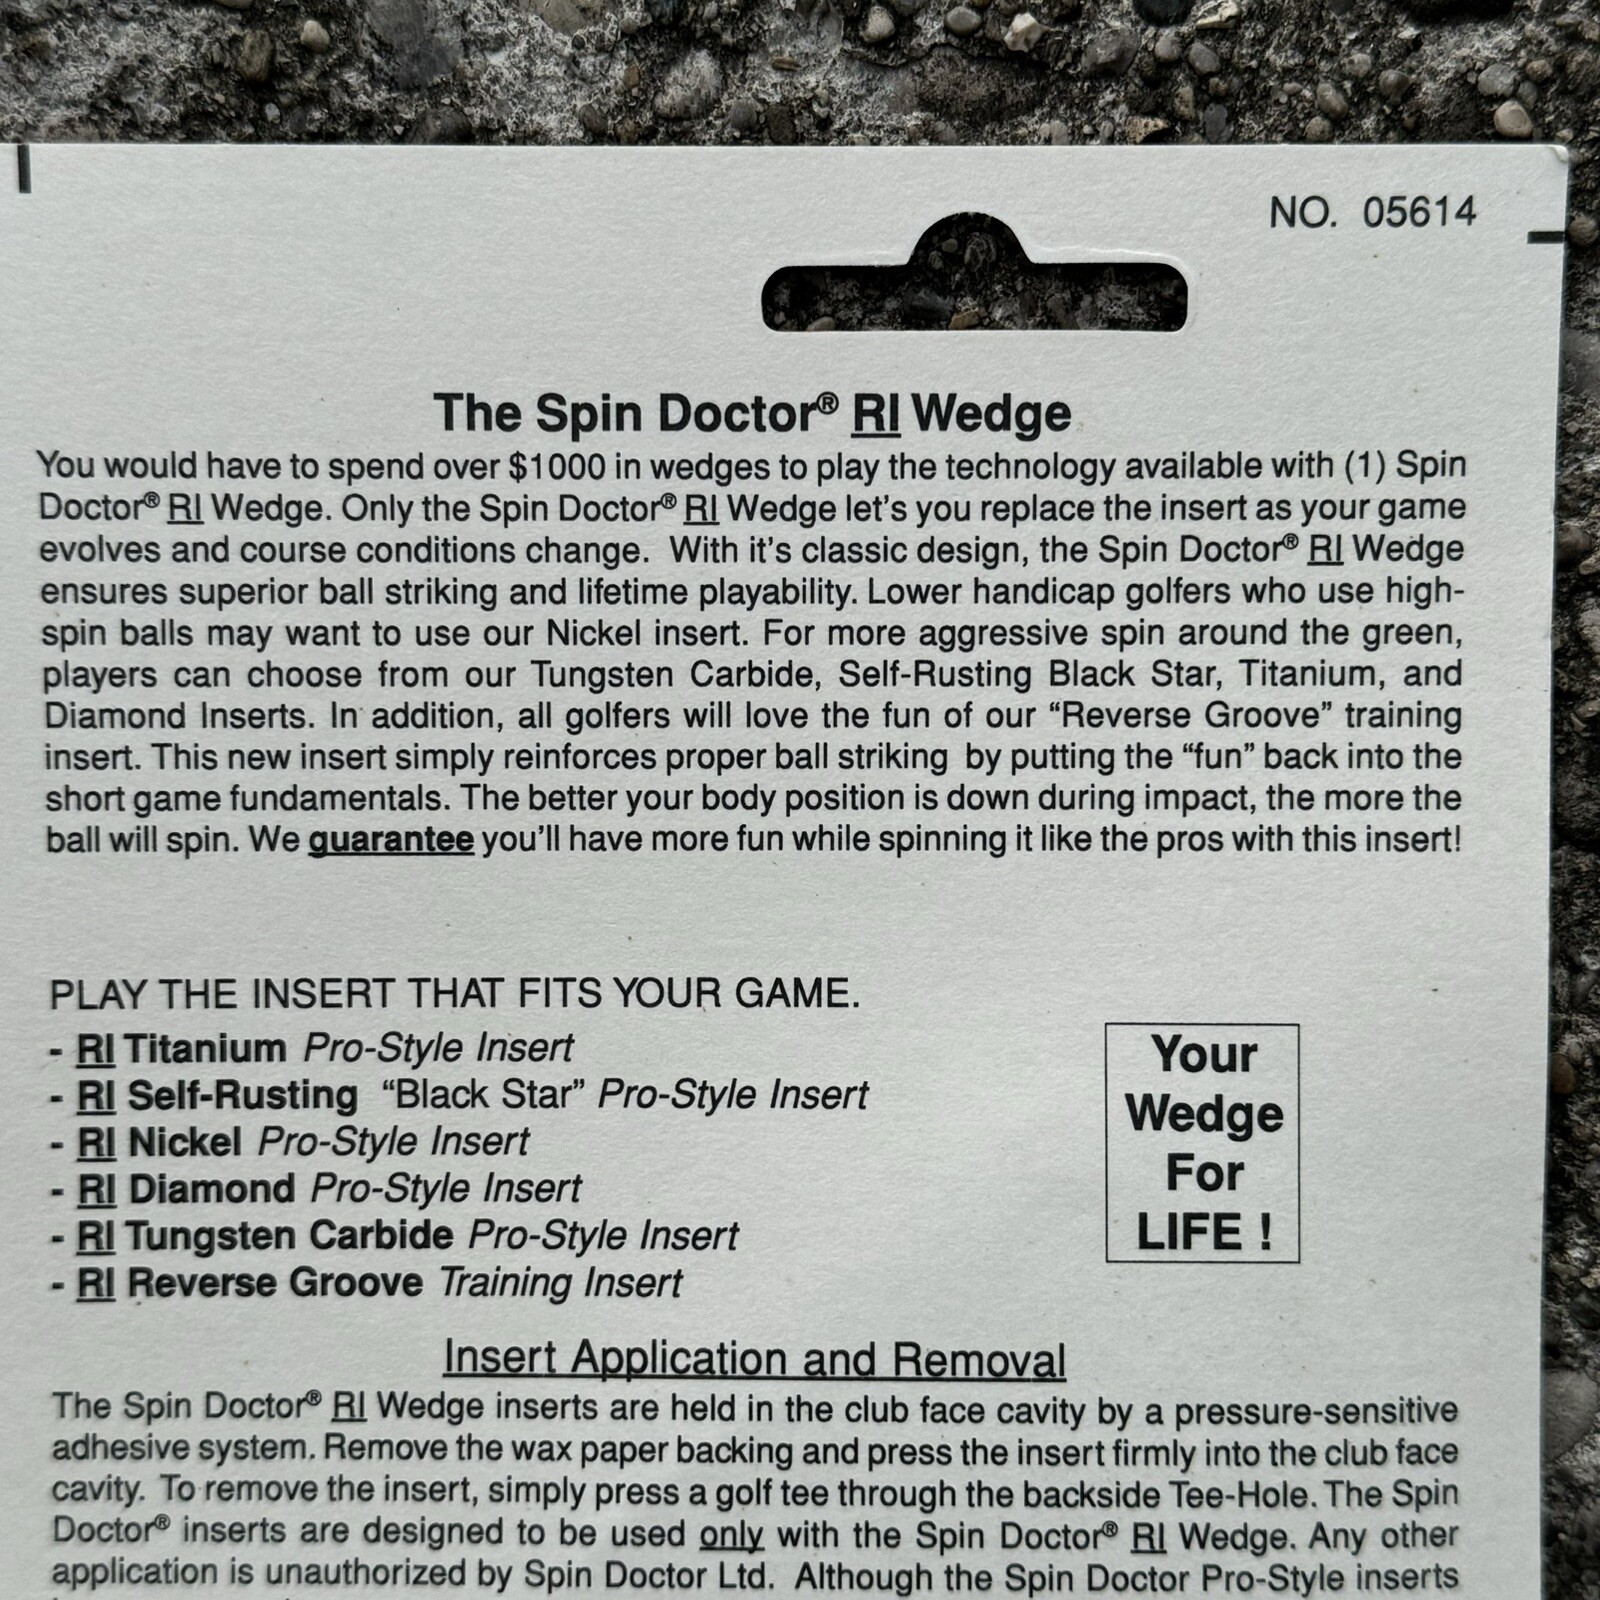 NO. 05614
The Spin Doctor® RI Wedge
You would have to spend over $1000 in wedges to play the technology available with (1) Spin
Doctor® RI Wedge. Only the Spin Doctor® RI Wedge let's you replace the insert as your game
evolves and course conditions change. With it's classic design, the Spin Doctor® RI Wedge
ensures superior ball striking and lifetime playability. Lower handicap golfers who use high-
spin balls may want to use our Nickel insert. For more aggressive spin around the green,
players can choose from our Tungsten Carbide, Self-Rusting Black Star, Titanium, and
Diamond Inserts. In addition, all golfers will love the fun of our “Reverse Groove” training
insert. This new insert simply reinforces proper ball striking by putting the “fun” back into the
short game fundamentals. The better your body position is down during impact, the more the
ball will spin. We guarantee you'll have more fun while spinning it like the pros with this insert!
PLAY THE INSERT THAT FITS YOUR GAME.
- RI Titanium Pro-Style Insert
- RI Self-Rusting “Black Star” Pro-Style Insert
- RI Nickel Pro-Style Insert
- RI Diamond Pro-Style Insert
- RI Tungsten Carbide Pro-Style Insert
- RI Reverse Groove Training Insert
Your
Wedge
For
LIFE !
Insert Application and Removal
The Spin Doctor® RI Wedge inserts are held in the club face cavity by a pressure-sensitive
adhesive system. Remove the wax paper backing and press the insert firmly into the club face
cavity. To remove the insert, simply press a golf tee through the backside Tee-Hole. The Spin
Doctor® inserts are designed to be used only with the Spin Doctor® RI Wedge. Any other
application is unauthorized by Spin Doctor Ltd. Although the Spin Doctor Pro-Style inserts